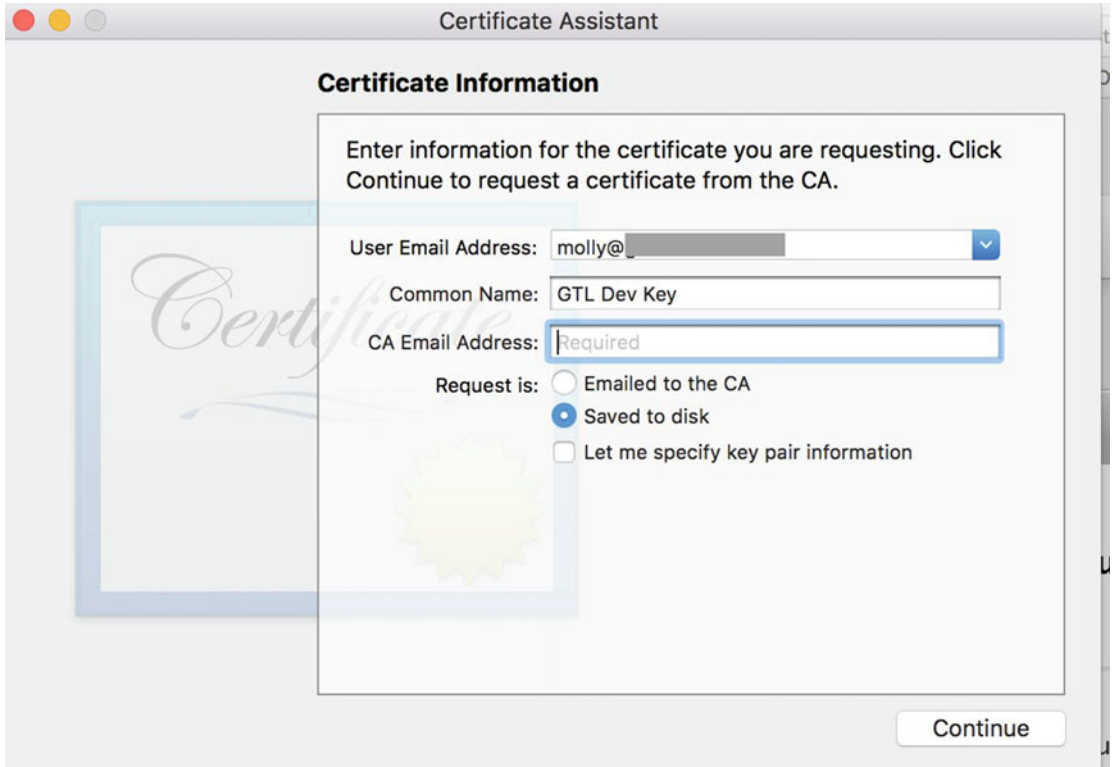 Certificate Assistant
Certificate Information
Enter information for the certificate you are requesting. Click
Continue to request a certificate from the CA.
User Email Address: molly@
Common Name: GTL Dev Key
CA Email Address: Required
Request is: Emailed to the CA
Saved to disk
Let me specify key pair information
Certificate
Continue